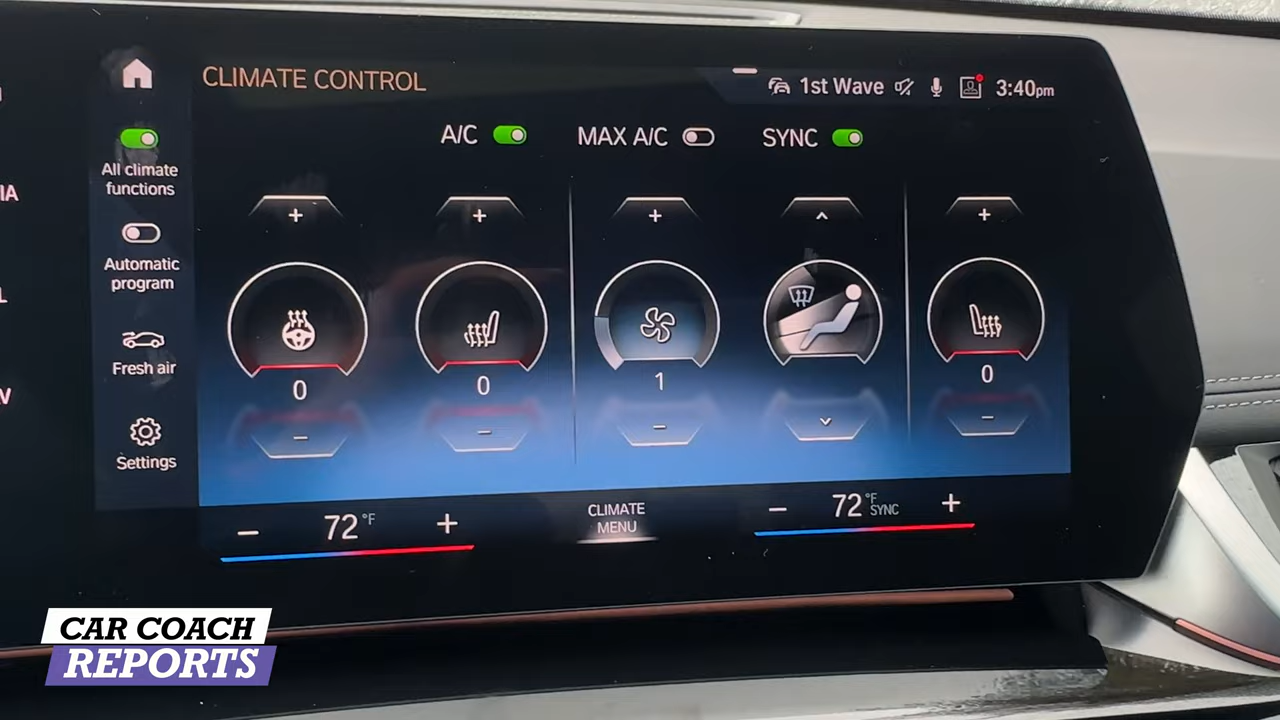 CLIMATE CONTROL
1st Wave
3:40pm
A/C
MAX A/C
SYNC
All climate
functions
IA
Automatic
program
L
Fresh air
V
Settings
0
0
1
0
72 °F
CLIMATE
MENU
72 °F
SYNC
CAR COACH
REPORTS